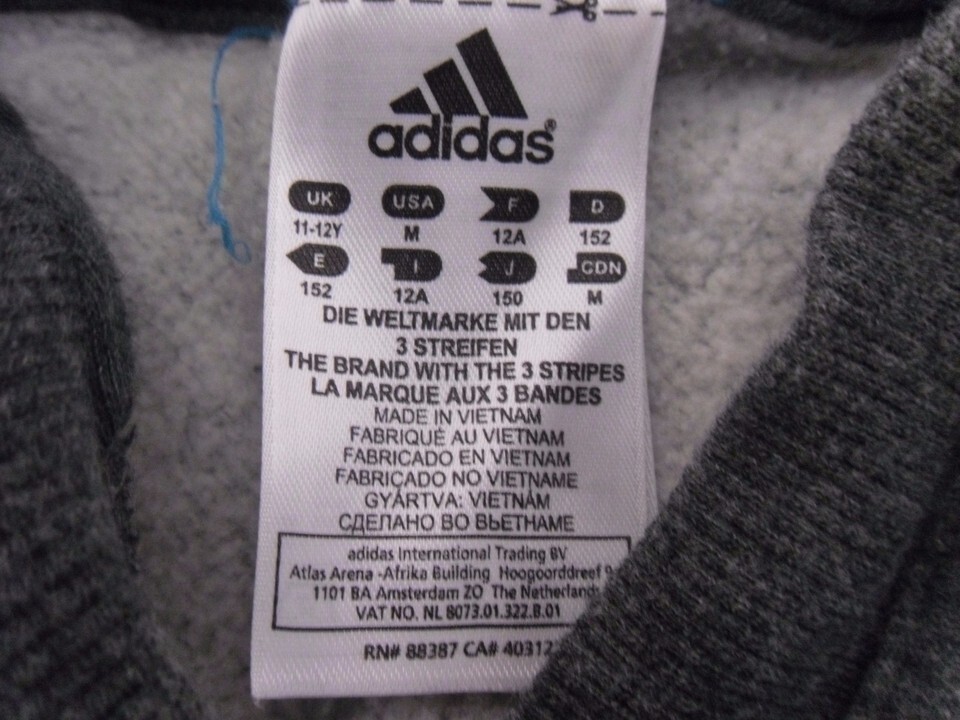 adidas®
UK USA F D
11-12Y M 12A 152
E I J CDN
152 12A 150 M
DIE WELTMARKE MIT DEN
3 STREIFEN
THE BRAND WITH THE 3 STRIPES
LA MARQUE AUX 3 BANDES
MADE IN VIETNAM
FABRIQUÉ AU VIETNAM
FABRICADO EN VIETNAM
FABRICADO NO VIETNAME
GYÁRTVA: VIETNÁM
СДЕЛАНО ВО ВЬЕТНАМЕ
adidas International Trading BV
Atlas Arena -Afrika Building Hoogoorddreef
1101 BA Amsterdam ZO The Netherlands
VAT NO. NL 8073.01.322.B.01
RN# 88387 CA# 40312